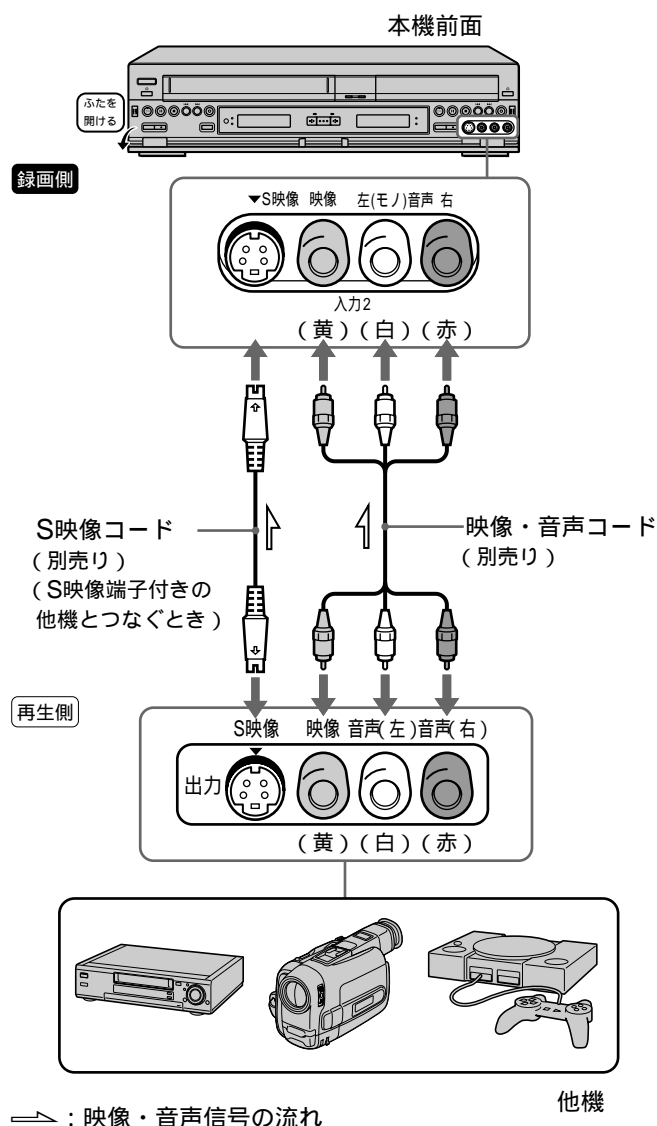 本機前面
ふたを
開ける
録画側
▼S映像 映像 左(モノ)音声 右
入力2
(黄)(白)(赤)
S映像コード
(別売り)
(S映像端子付きの
他機とつなぐとき)
映像・音声コード
(別売り)
再生側
S映像 映像 音声(左)音声(右)
出力
(黄)(白)(赤)
他機
:映像・音声信号の流れ